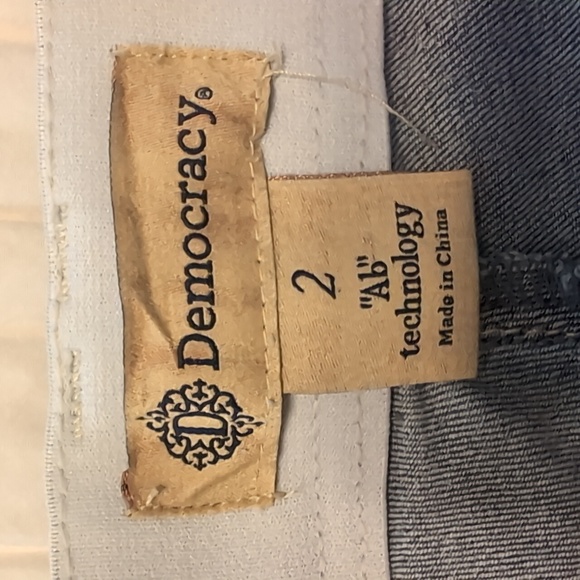 D Democracy®
2
"Ab"
technology
Made in China